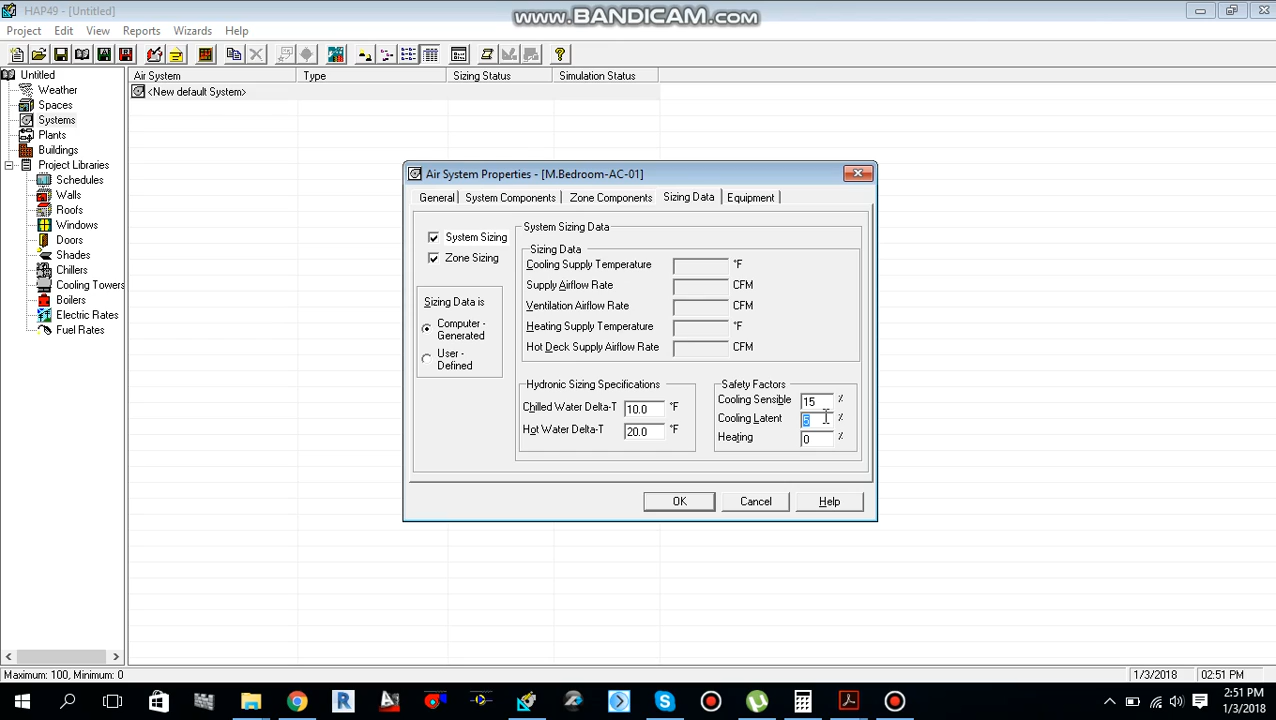 HAP49 - [Untitled]
www.BANDICAM.com
Project Edit View Reports Wizards Help
Untitled
Weather
Spaces
Systems
Plants
Buildings
Project Libraries
Schedules
Walls
Roofs
Windows
Doors
Shades
Chillers
Cooling Towers
Boilers
Electric Rates
Fuel Rates
Air System Type Sizing Status Simulation Status
<New default System>
Air System Properties - [M.Bedroom-AC-01]
General System Components Zone Components Sizing Data Equipment
System Sizing
Zone Sizing
Sizing Data is
Computer - Generated
User - Defined
System Sizing Data
Sizing Data
Cooling Supply Temperature °F
Supply Airflow Rate CFM
Ventilation Airflow Rate CFM
Heating Supply Temperature °F
Hot Deck Supply Airflow Rate CFM
Hydronic Sizing Specifications
Chilled Water Delta-T 10.0 °F
Hot Water Delta-T 20.0 °F
Safety Factors
Cooling Sensible 15 %
Cooling Latent 5 %
Heating 0 %
OK Cancel Help
Maximum: 100, Minimum: 0
1/3/2018 02:51 PM
2:51 PM
1/3/2018